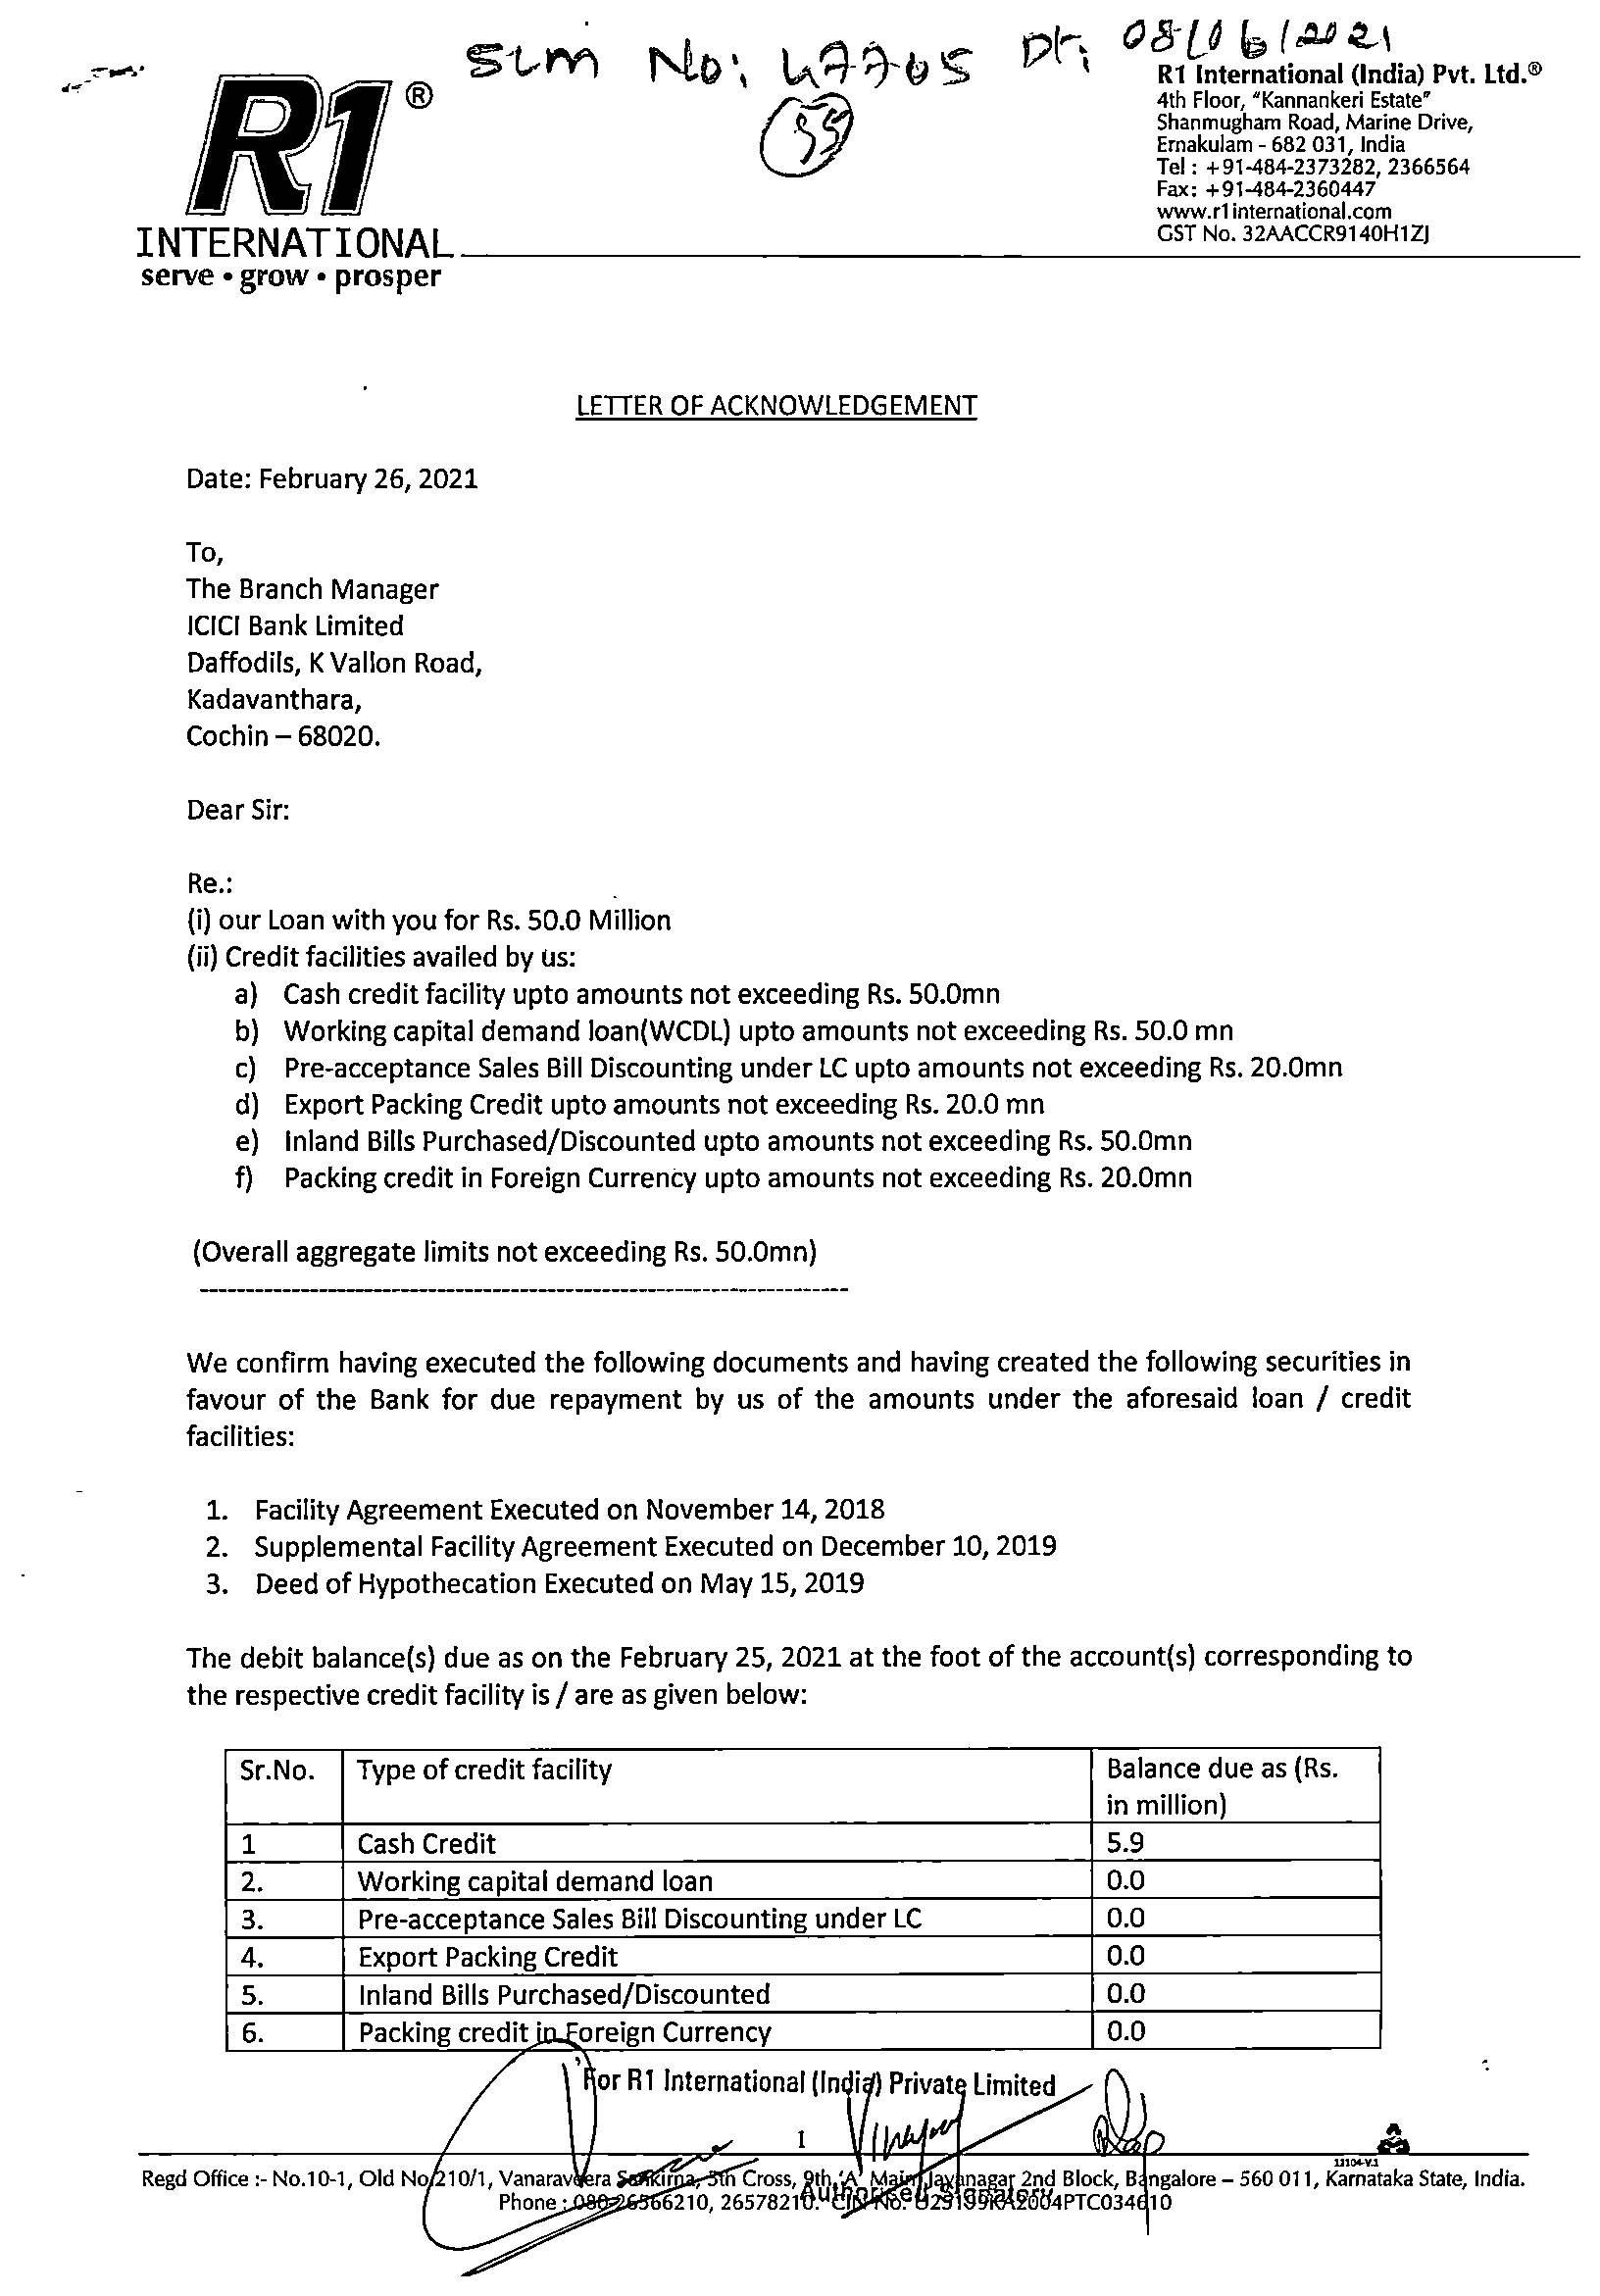 SLM No: 47705 Dt: 08/06/2021
55
R1®
INTERNATIONAL
serve • grow • prosper
R1 International (India) Pvt. Ltd.®
4th Floor, "Kannankeri Estate"
Shanmugham Road, Marine Drive,
Ernakulam - 682 031, India
Tel : +91-484-2373282, 2366564
Fax: +91-484-2360447
www.r1international.com
GST No. 32AACCR9140H1ZJ
LETTER OF ACKNOWLEDGEMENT
Date: February 26, 2021
To,
The Branch Manager
ICICI Bank Limited
Daffodils, K Vallon Road,
Kadavanthara,
Cochin – 68020.
Dear Sir:
Re.:
(i) our Loan with you for Rs. 50.0 Million
(ii) Credit facilities availed by us:
a) Cash credit facility upto amounts not exceeding Rs. 50.0mn
b) Working capital demand loan(WCDL) upto amounts not exceeding Rs. 50.0 mn
c) Pre-acceptance Sales Bill Discounting under LC upto amounts not exceeding Rs. 20.0mn
d) Export Packing Credit upto amounts not exceeding Rs. 20.0 mn
e) Inland Bills Purchased/Discounted upto amounts not exceeding Rs. 50.0mn
f) Packing credit in Foreign Currency upto amounts not exceeding Rs. 20.0mn
(Overall aggregate limits not exceeding Rs. 50.0mn)
We confirm having executed the following documents and having created the following securities in
favour of the Bank for due repayment by us of the amounts under the aforesaid loan / credit
facilities:
1. Facility Agreement Executed on November 14, 2018
2. Supplemental Facility Agreement Executed on December 10, 2019
3. Deed of Hypothecation Executed on May 15, 2019
The debit balance(s) due as on the February 25, 2021 at the foot of the account(s) corresponding to
the respective credit facility is / are as given below:
Sr.No. Type of credit facility Balance due as (Rs.
in million)
1 Cash Credit 5.9
2. Working capital demand loan 0.0
3. Pre-acceptance Sales Bill Discounting under LC 0.0
4. Export Packing Credit 0.0
5. Inland Bills Purchased/Discounted 0.0
6. Packing credit in Foreign Currency 0.0
For R1 International (India) Private Limited
1
12104-V.1
Regd Office :- No.10-1, Old No.210/1, Vanaraveera Sankirna, 5th Cross, 9th 'A' Main, Jayanagar 2nd Block, Bangalore – 560 011, Karnataka State, India.
Authorised Signatory
Phone : 080-26566210, 26578210. CIN No. U25199KA2004PTC034610